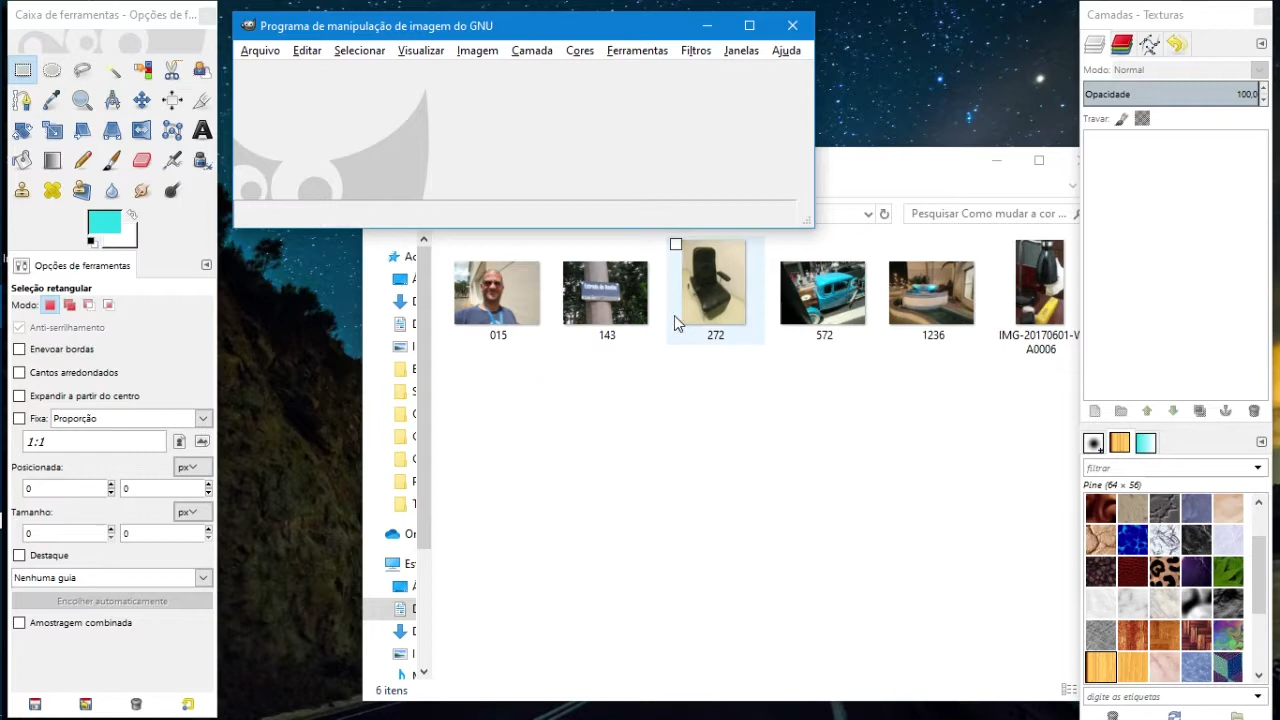 Caixa de ferramentas - Opções de f...
Programa de manipulação de imagem do GNU
Camadas - Texturas
Arquivo Editar Selecionar Visualizar Imagem Camada Cores Ferramentas Filtros Janelas Ajuda
Modo: Normal
Opacidade 100,0
Travar:
Pesquisar Como mudar a cor ...
Opções de ferramentas
Seleção retangular
Modo:
Anti-serrilhamento
Enevoar bordas
Cantos arredondados
Expandir a partir do centro
Fixa: Proporção
1:1
Posicionada: px
0 0
Tamanho: px
0 0
Destaque
Nenhuma guia
Encolher automaticamente
Amostragem combinada
015
143
272
572
1236
IMG-20170601-W
A0006
6 itens
filtrar
Pine (64 × 56)
digite as etiquetas